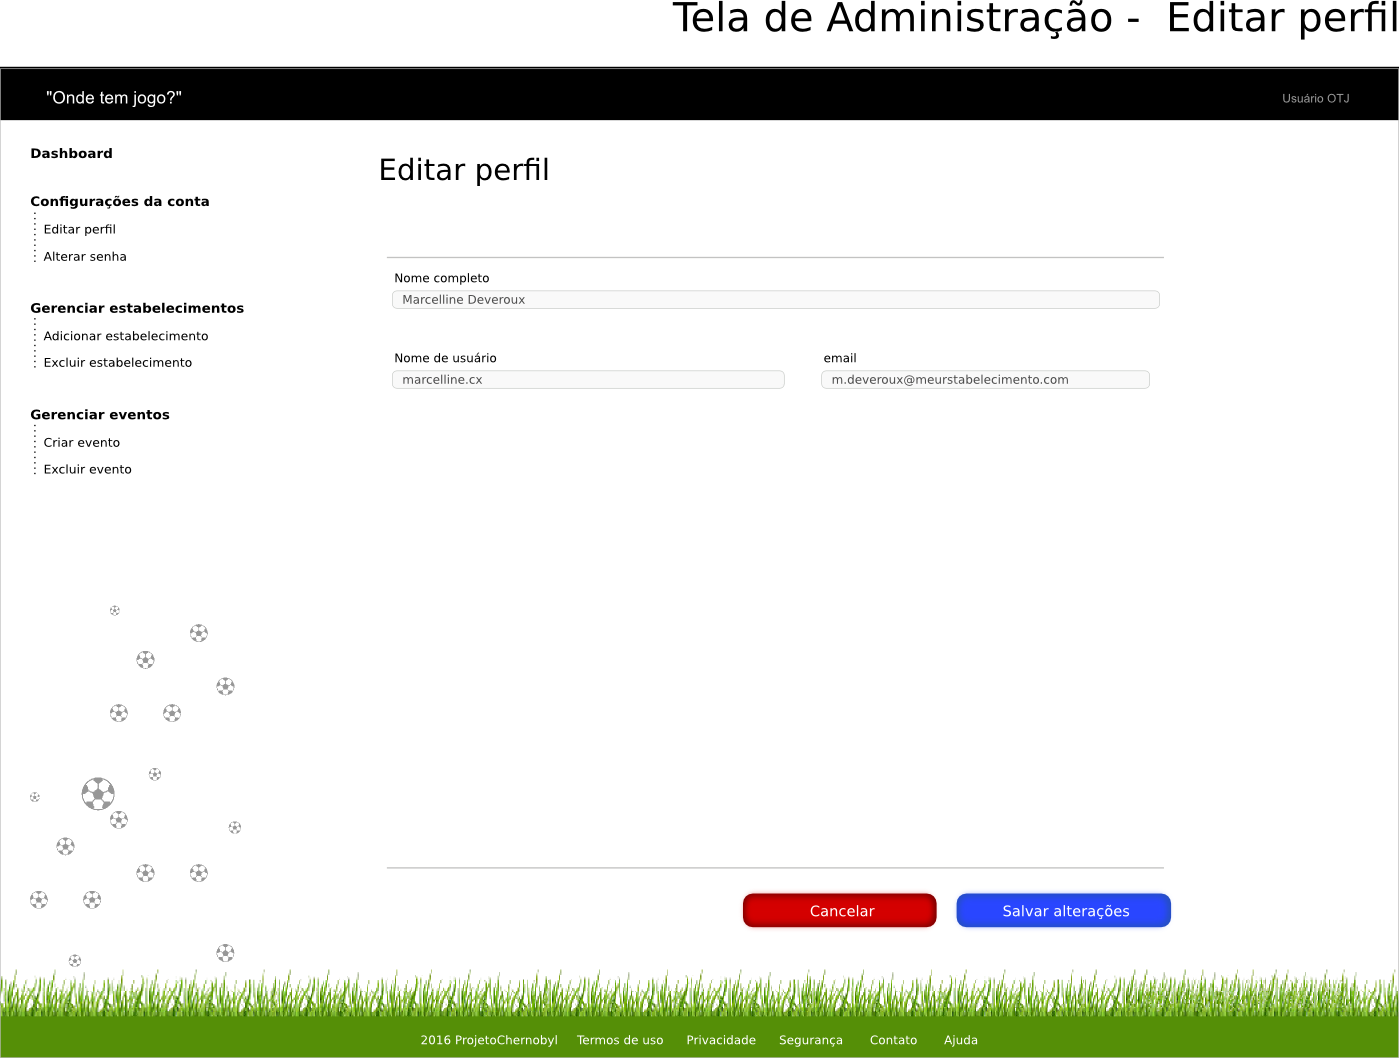 Tela de Administração - Editar perfil
"Onde tem jogo?"
Usuário OTJ
Dashboard
Configurações da conta
Editar perfil
Alterar senha
Gerenciar estabelecimentos
Adicionar estabelecimento
Excluir estabelecimento
Gerenciar eventos
Criar evento
Excluir evento
Editar perfil
Nome completo
Marcelline Deveroux
Nome de usuário
marcelline.cx
email
m.deveroux@meurstabelecimento.com
Cancelar
Salvar alterações
2016 ProjetoChernobyl Termos de uso Privacidade Segurança Contato Ajuda